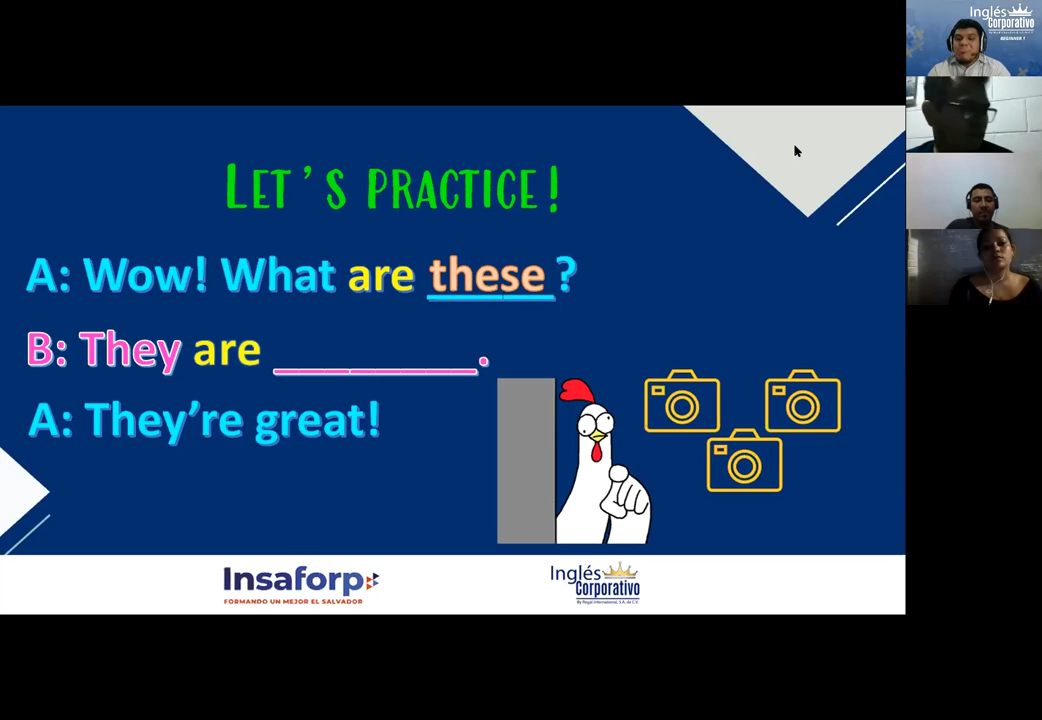 Inglés
Corporativo
BEGINNER 1
LET'S PRACTICE!
A: Wow! What are these?
B: They are ________.
A: They're great!
Insaforp
FORMANDO UN MEJOR EL SALVADOR
Inglés
Corporativo
By Regal International, S.A. de C.V.